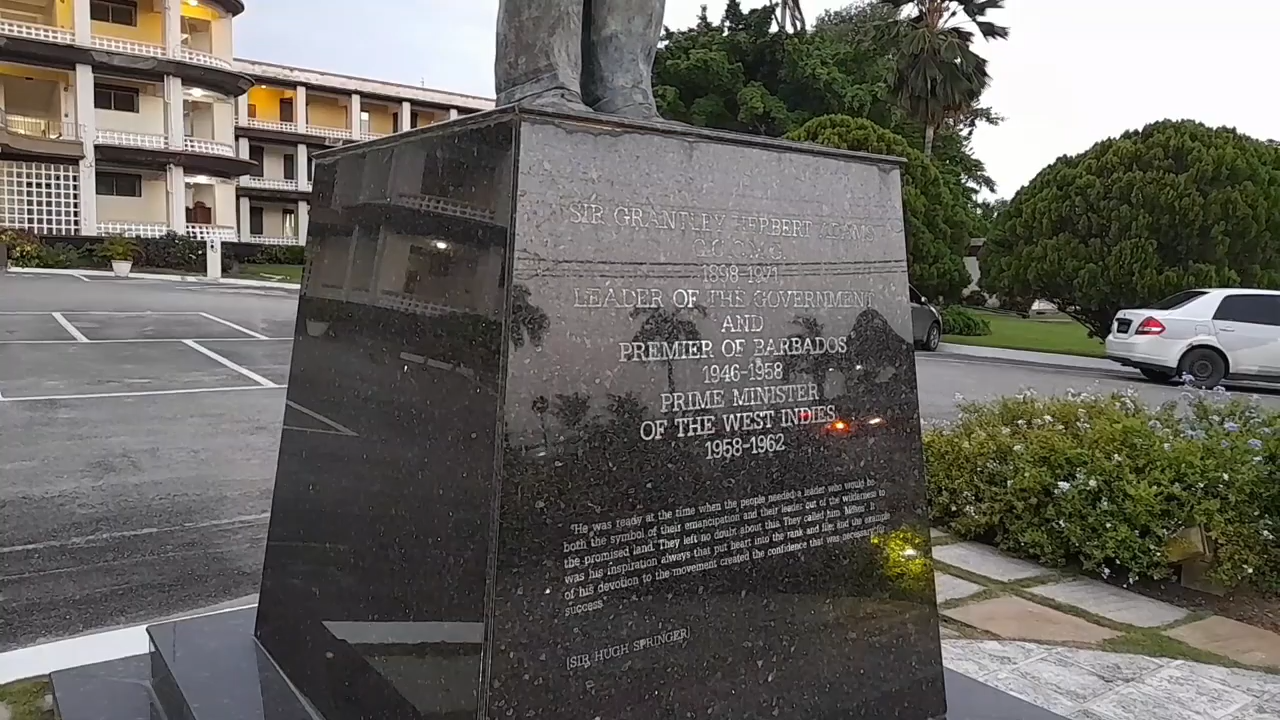 SIR GRANTLEY HERBERT ADAMS
Q.C. C.M.G.
1898-1971
LEADER OF THE GOVERNMENT
AND
PREMIER OF BARBADOS
1946-1958
PRIME MINISTER
OF THE WEST INDIES
1958-1962
"He was ready at the time when the people needed a leader who would be
both the symbol of their emancipation and their leader out of the wilderness to
the promised land. They left no doubt about this. They called him 'Moses'. It
was his inspiration always that put heart into the rank and file and the example
of his devotion to the movement created the confidence that was necessary for
success."
(SIR HUGH SPRINGER)